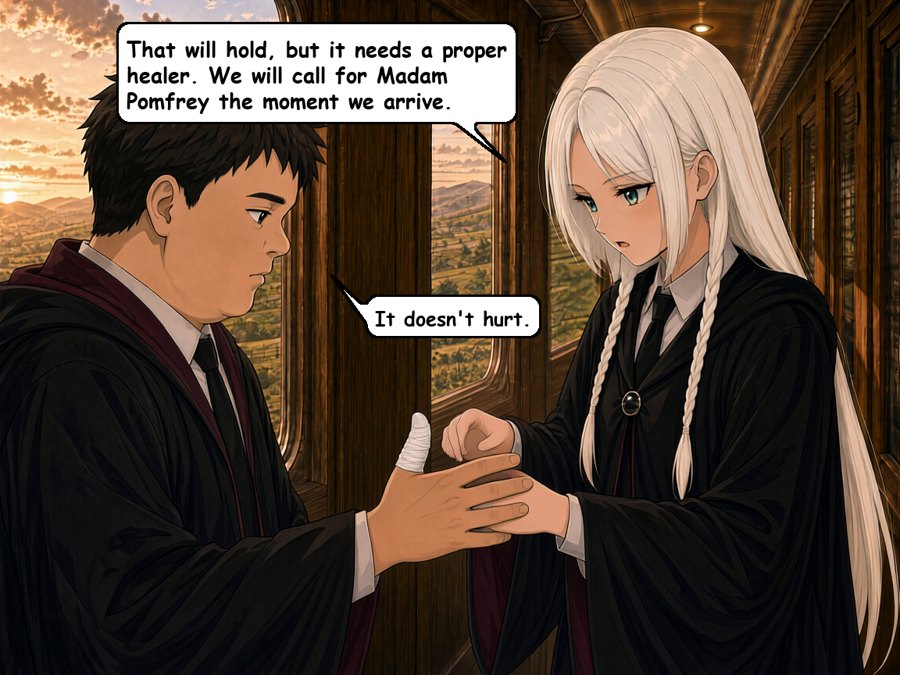 That will hold, but it needs a proper
healer. We will call for Madam
Pomfrey the moment we arrive.
It doesn't hurt.